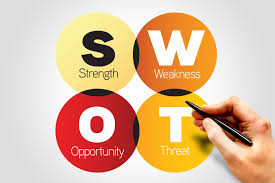 S W
Strength Weakness
O T
Opportunity Threat